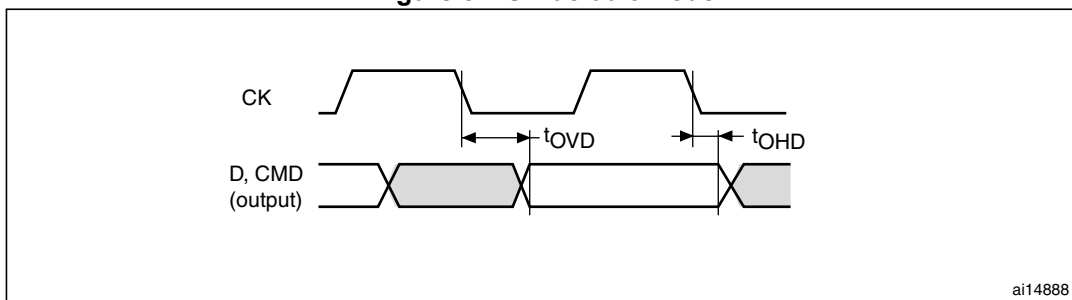 CK
tOVD
tOHD
D, CMD
(output)
ai14888